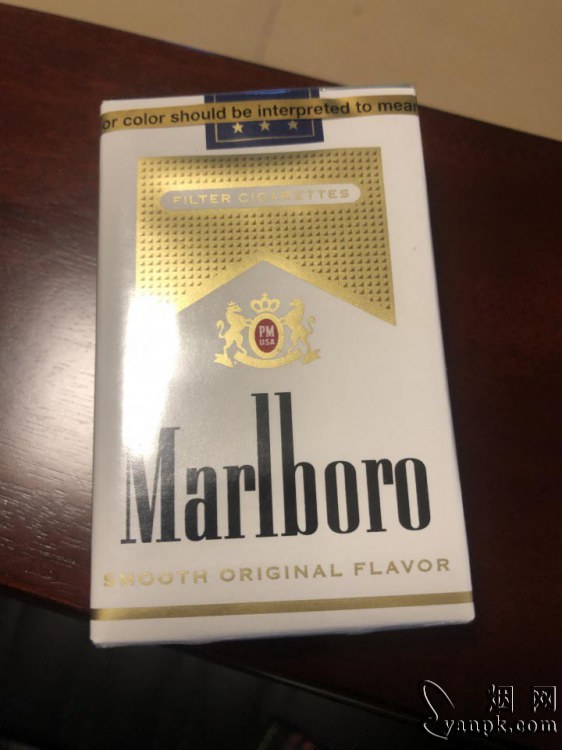 or color should be interpreted to mea
FILTER CIGARETTES
PM
USA
Marlboro
SMOOTH ORIGINAL FLAVOR
烟网
yanpk.com